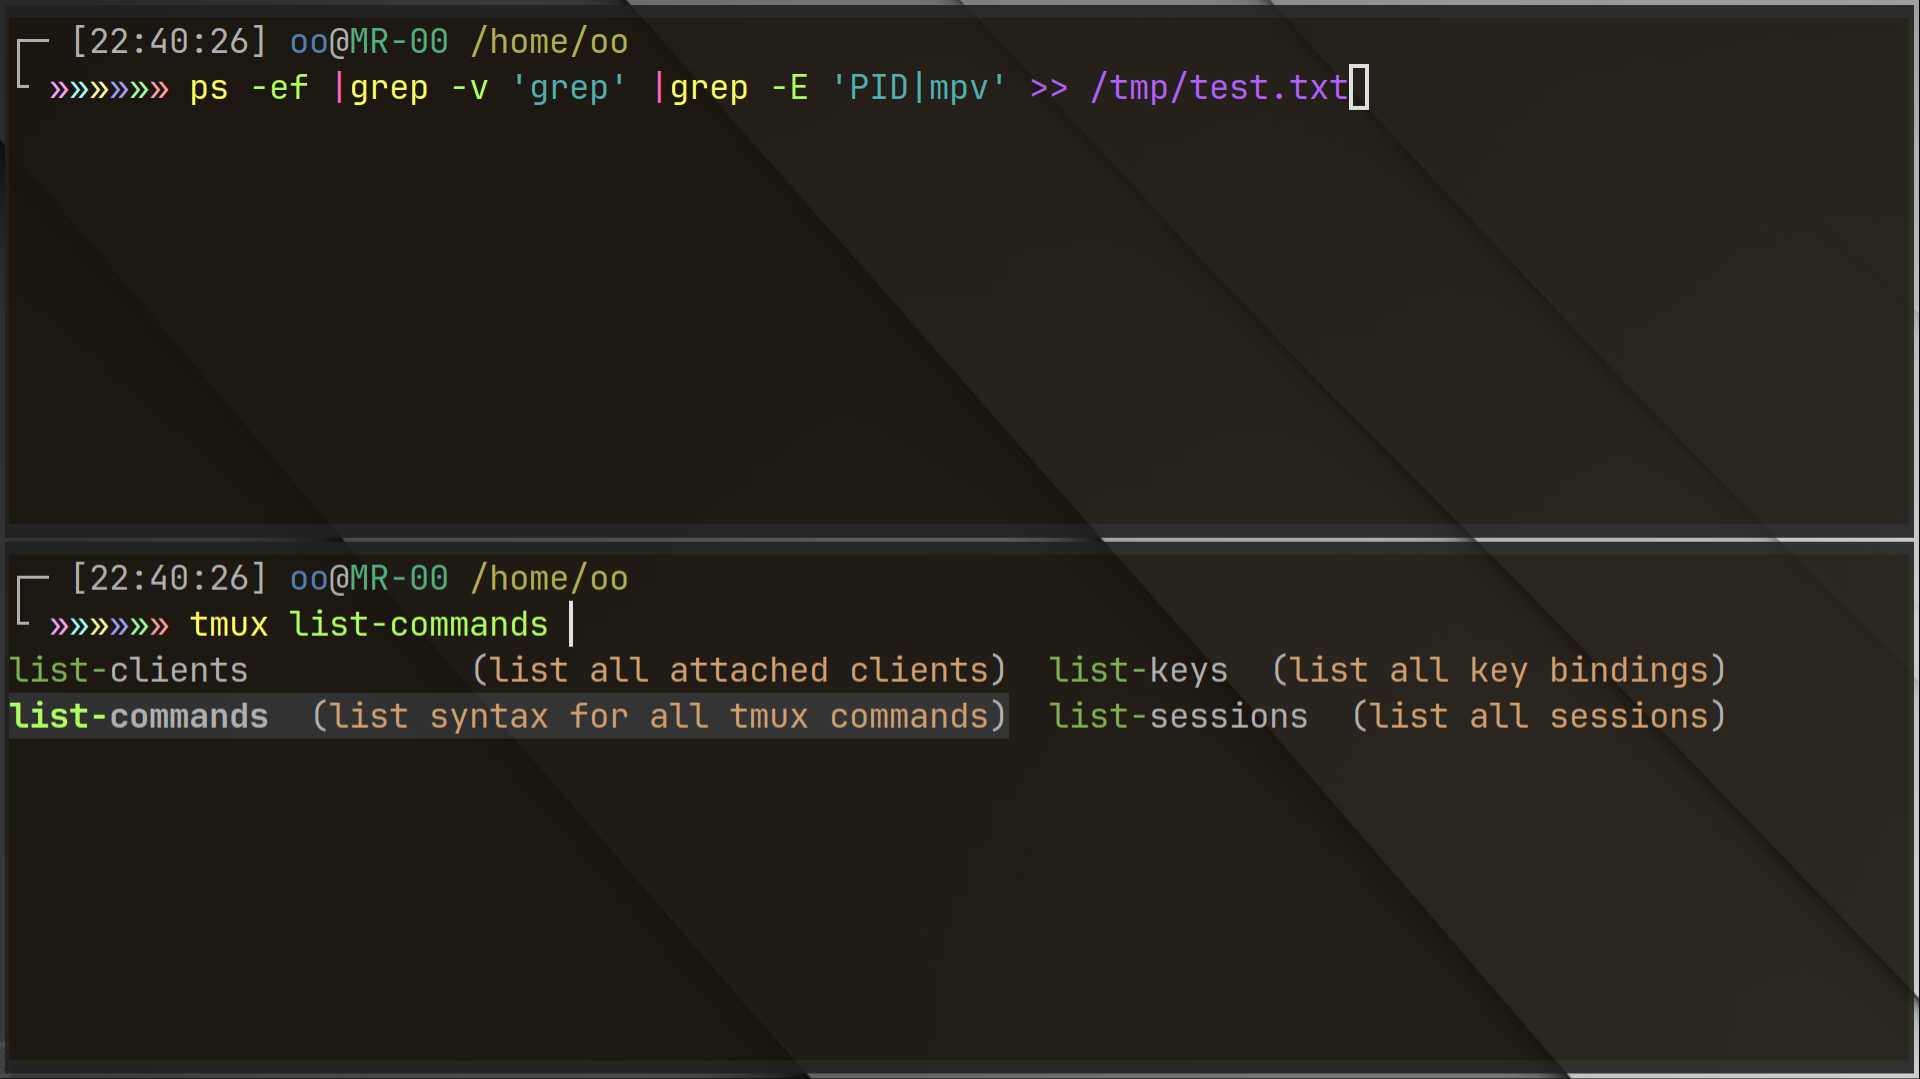 [22:40:26] oo@MR-00 /home/oo
»»»»»» ps -ef |grep -v 'grep' |grep -E 'PID|mpv' >> /tmp/test.txt
[22:40:26] oo@MR-00 /home/oo
»»»»»» tmux list-commands
list-clients (list all attached clients) list-keys (list all key bindings)
list-commands (list syntax for all tmux commands) list-sessions (list all sessions)